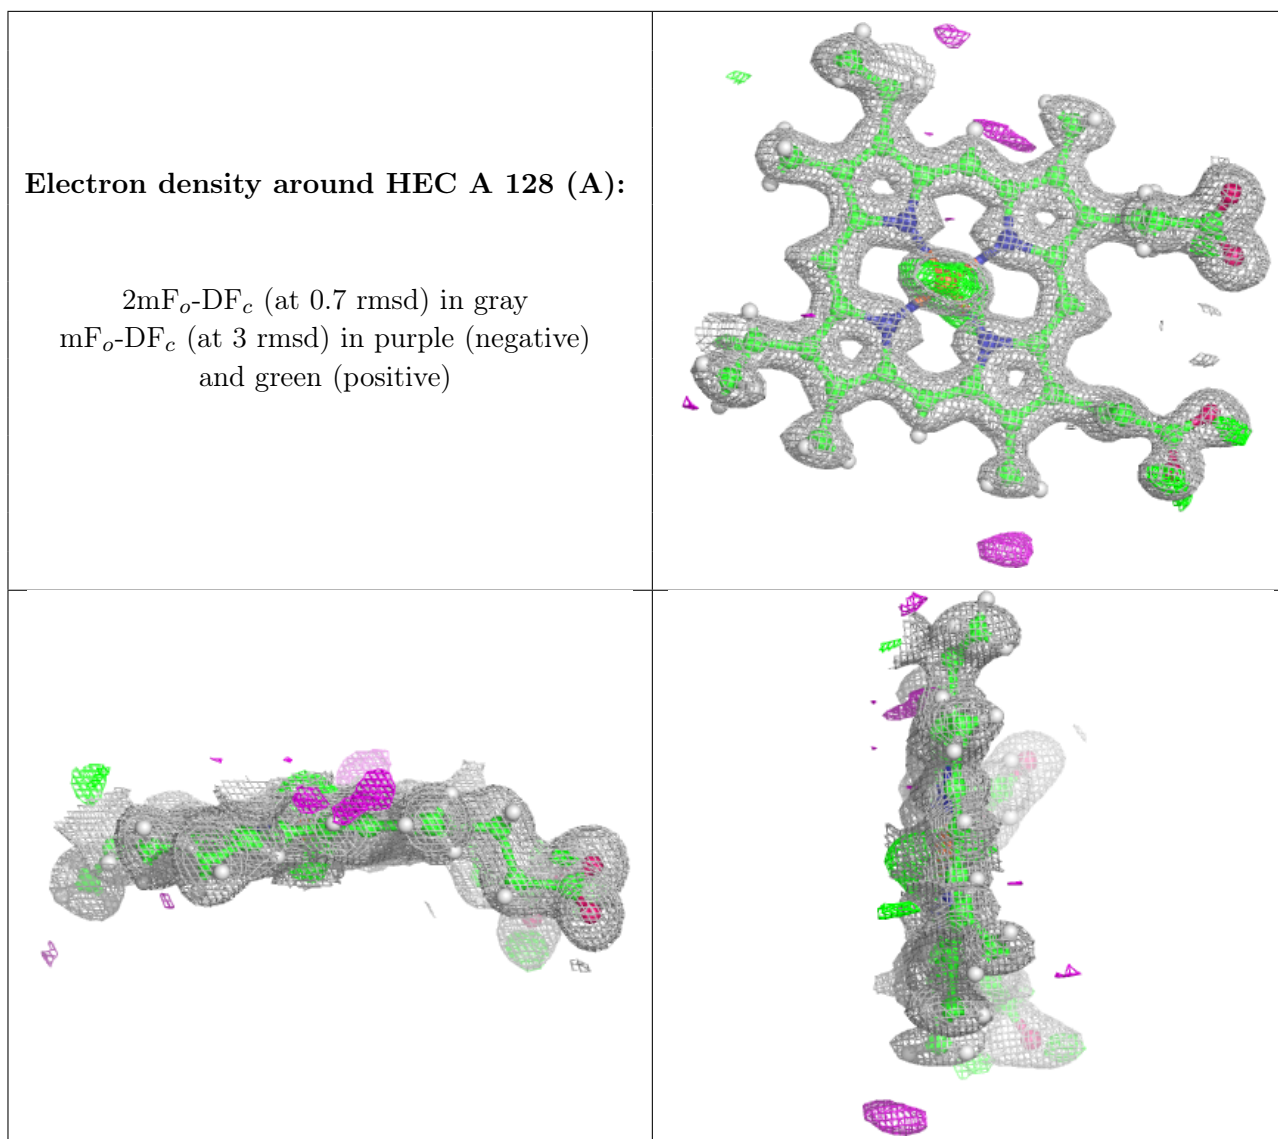 Electron density around HEC A 128 (A):
2mFo-DFc (at 0.7 rmsd) in gray
mFo-DFc (at 3 rmsd) in purple (negative)
and green (positive)